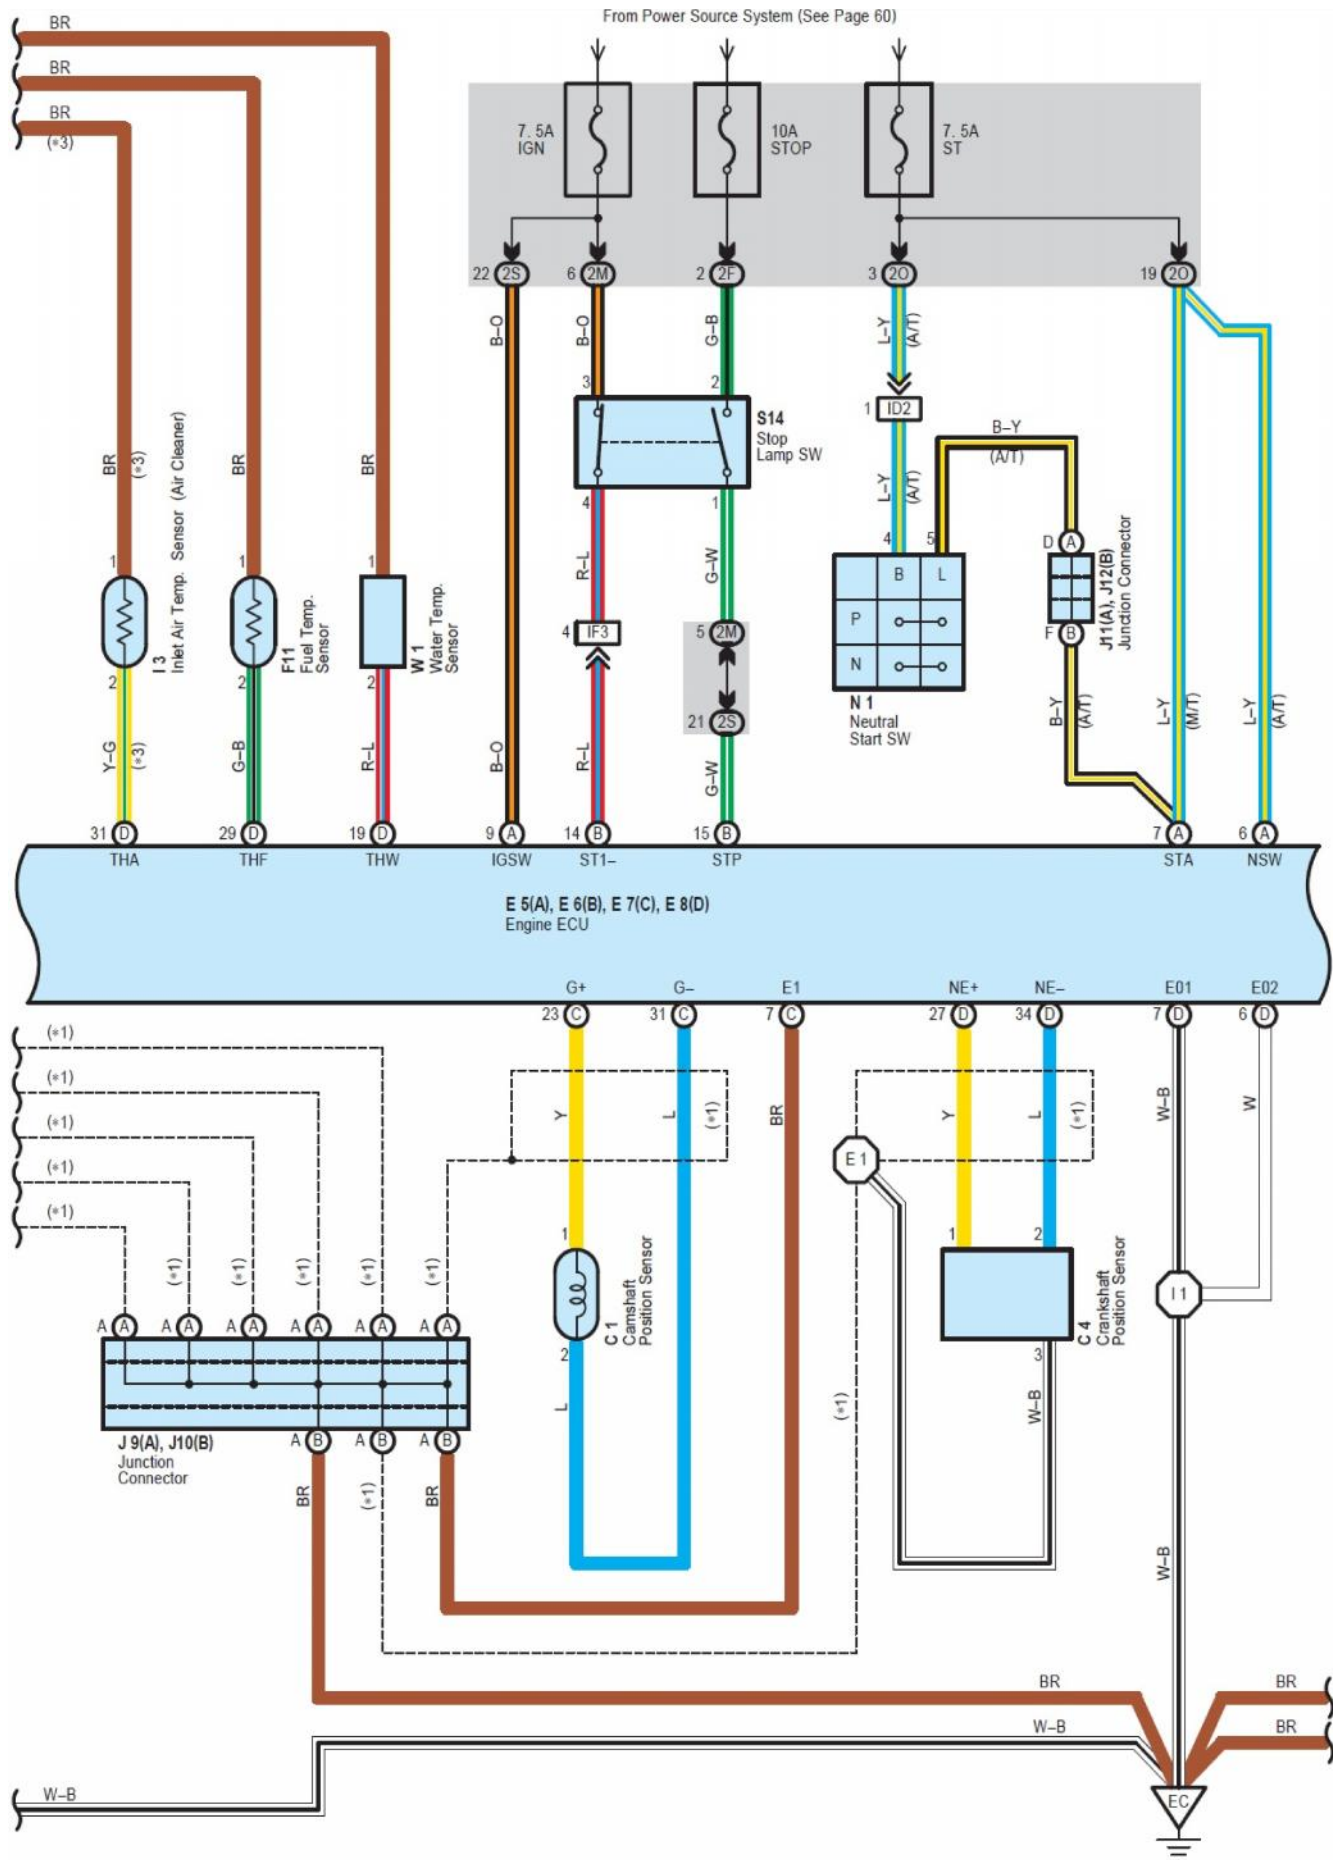 From Power Source System (See Page 60)
BR
BR
BR
(*3)
7. 5A
IGN
10A
STOP
7. 5A
ST
22 2S
6 2M
2 2F
3 2O
19 2O
B–O
B–O
G–B
L–Y
(A/T)
3
2
1 ID2
S14
Stop
Lamp SW
B–Y
(A/T)
BR
(*3)
BR
BR
4
1
L–Y
(A/T)
4
5
D A
R–L
G–W
1
1
1
B L
P
N
J11(A), J12(B)
Junction Connector
F B
I 3
Inlet Air Temp. Sensor (Air Cleaner)
F11
Fuel Temp.
Sensor
W 1
Water Temp.
Sensor
4 IF3
5 2M
21 2S
2
2
2
N 1
Neutral
Start SW
Y–G
(*3)
G–B
R–L
B–O
R–L
G–W
B–Y
(A/T)
L–Y
(M/T)
L–Y
(A/T)
31 D
29 D
19 D
9 A
14 B
15 B
7 A
6 A
THA
THF
THW
IGSW
ST1–
STP
STA
NSW
E 5(A), E 6(B), E 7(C), E 8(D)
Engine ECU
G+
G–
E1
NE+
NE–
E01
E02
23 C
31 C
7 C
27 D
34 D
7 D
6 D
(*1)
(*1)
(*1)
(*1)
(*1)
Y
L
(*1)
BR
Y
L
(*1)
W–B
W
E 1
1
1
2
(*1)
(*1)
(*1)
(*1)
(*1)
C 1
Camshaft
Position Sensor
C 4
Crankshaft
Position Sensor
I 1
A A
A A
A A
A A
A A
A A
2
3
L
(*1)
W–B
J 9(A), J10(B)
Junction
Connector
A B
A B
A B
BR
(*1)
BR
W–B
BR
BR
W–B
BR
W–B
EC